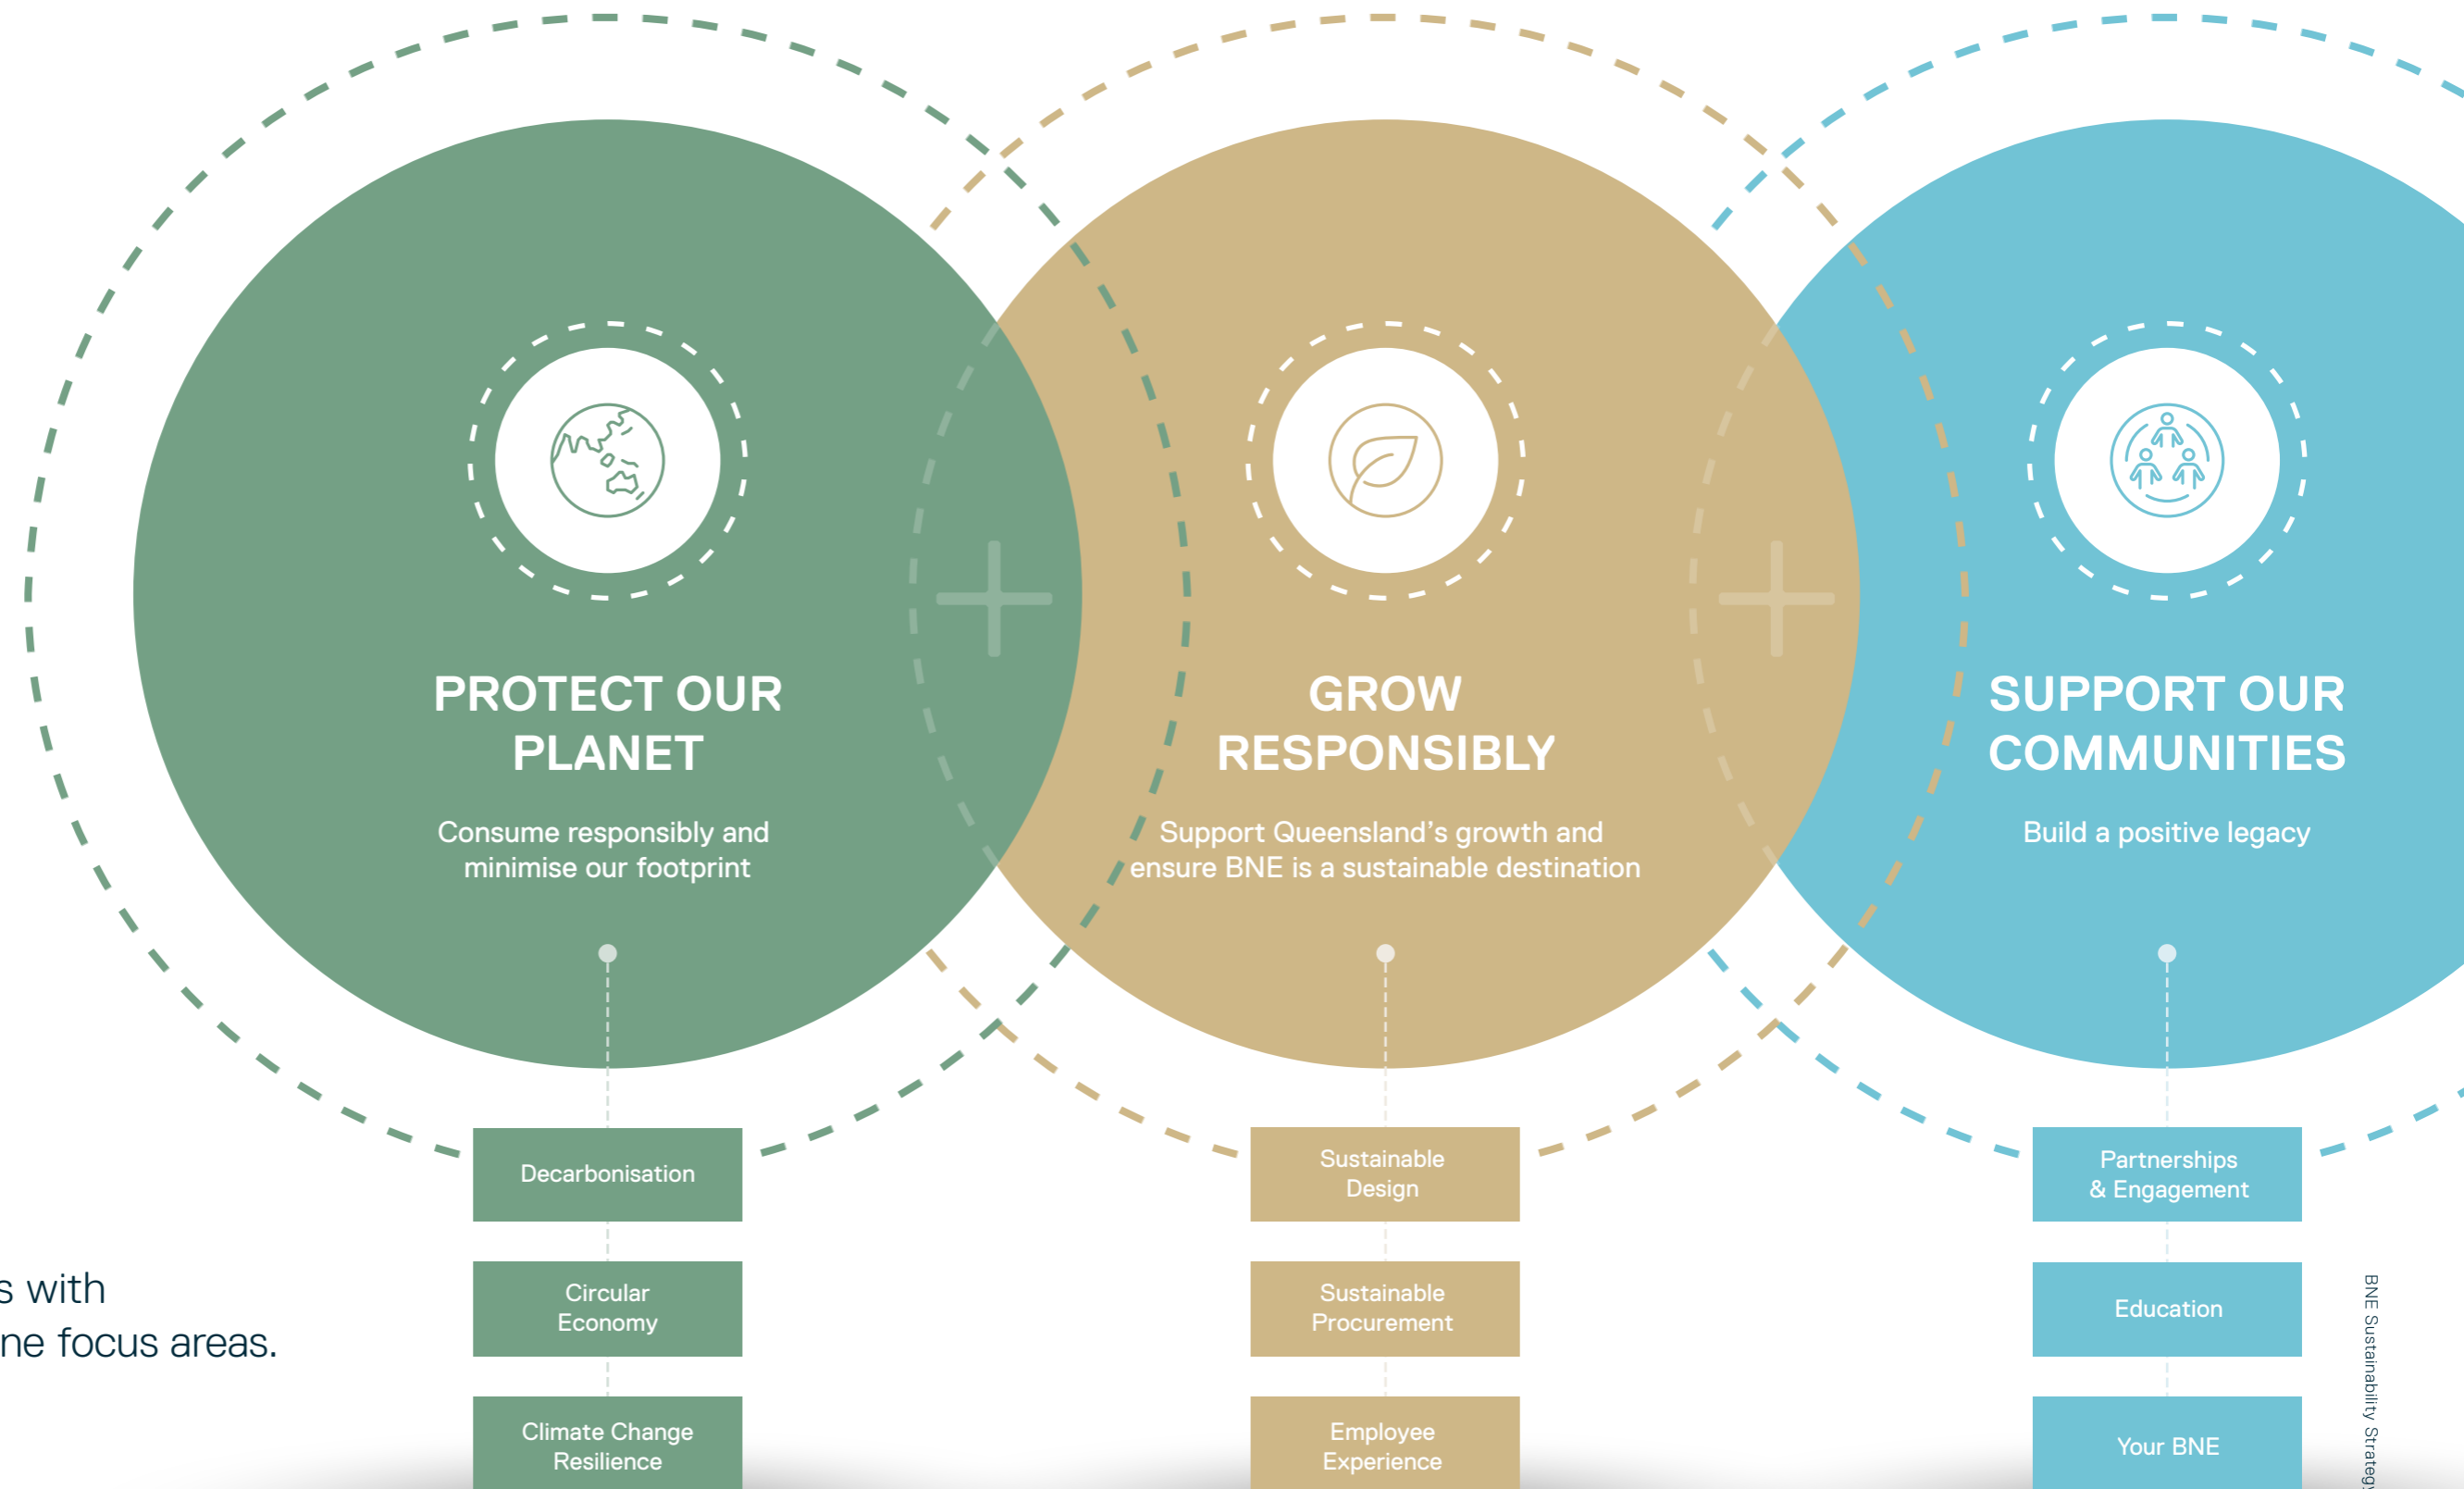 PROTECT OUR
PLANET
Consume responsibly and
minimise our footprint
GROW
RESPONSIBLY
Support Queensland's growth and
ensure BNE is a sustainable destination
SUPPORT OUR
COMMUNITIES
Build a positive legacy
Decarbonisation
Circular
Economy
Climate Change
Resilience
Sustainable
Design
Sustainable
Procurement
Employee
Experience
Partnerships
& Engagement
Education
Your BNE
with
focus areas.
BNE Sustainability Strategy